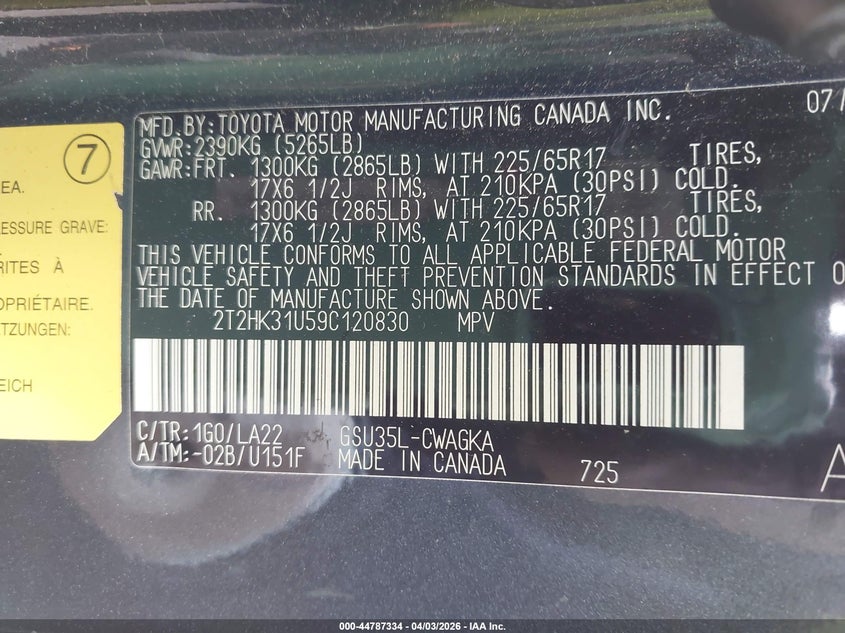 7
EA.
ESSURE GRAVE:
RITES À
OPRIÉTAIRE.
ETZUNGEN:
EICH
MFD.BY:TOYOTA MOTOR MANUFACTURING CANADA INC. 07/
GVWR:2390KG (5265LB)
GAWR:FRT. 1300KG (2865LB) WITH 225/65R17 TIRES,
17X6 1/2J RIMS, AT 210KPA (30PSI) COLD.
RR. 1300KG (2865LB) WITH 225/65R17 TIRES,
17X6 1/2J RIMS, AT 210KPA (30PSI) COLD.
THIS VEHICLE CONFORMS TO ALL APPLICABLE FEDERAL MOTOR
VEHICLE SAFETY AND THEFT PREVENTION STANDARDS IN EFFECT O
THE DATE OF MANUFACTURE SHOWN ABOVE.
2T2HK31U59C120830 MPV
C/TR:1G0/LA22 GSU35L-CWAGKA
A/TM:-02B/U151F MADE IN CANADA 725
A
000-44787334 | 04/03/2026 | IAA Inc.